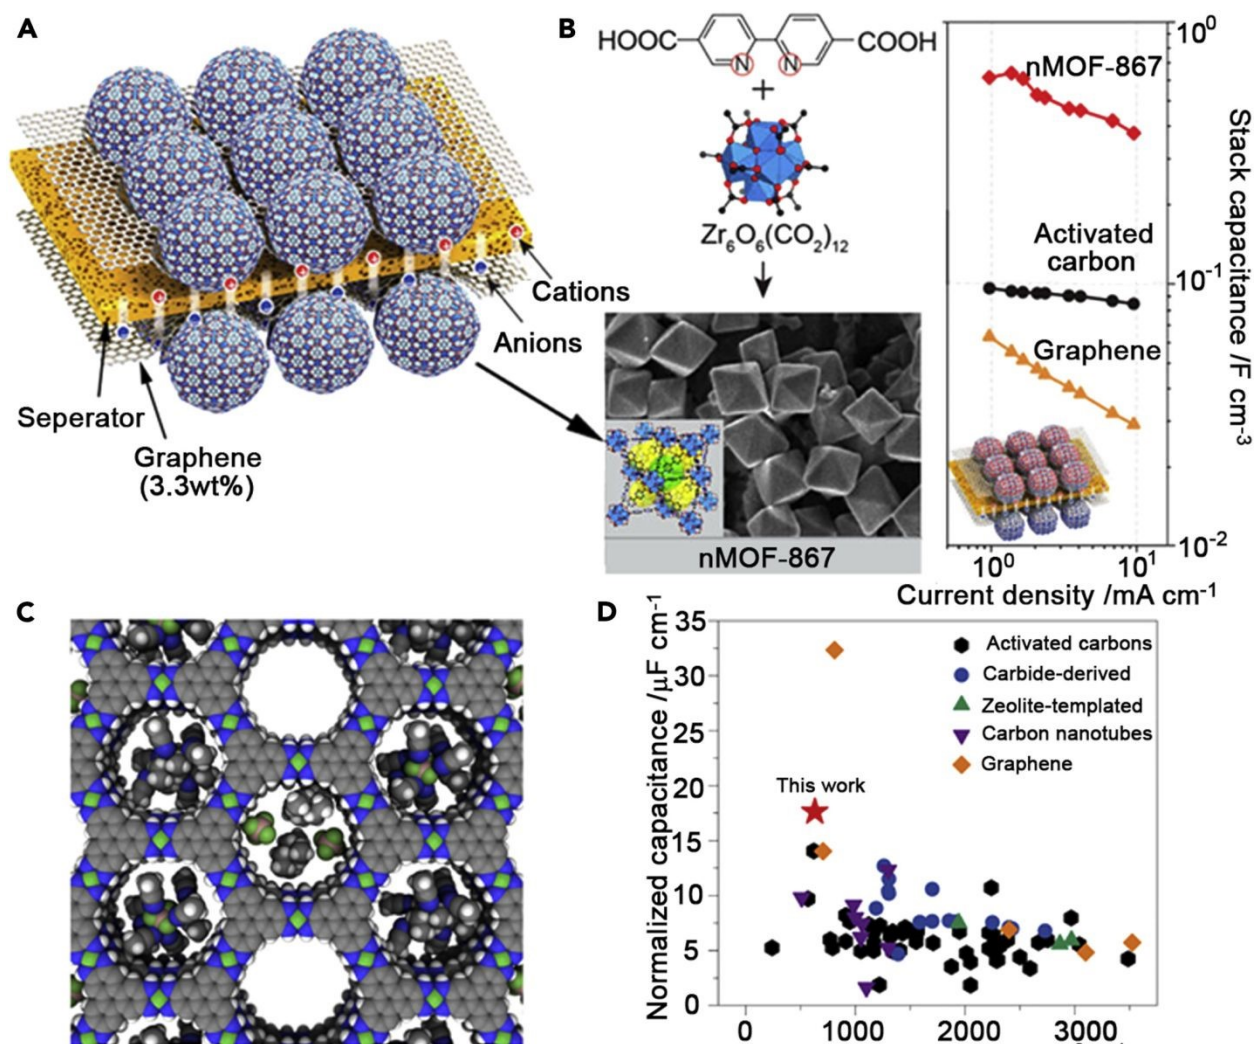 A
Cations
Anions
Seperator
Graphene
(3.3wt%)
B
HOOC
COOH
N
N
+
Zr6O6(CO2)12
nMOF-867
nMOF-867
Activated
carbon
Graphene
10^0
10^-1
10^-2
Stack capacitance /F cm^-3
10^0
10^1
Current density /mA cm^-1
C
D
Normalized capacitance /μF cm^-1
35
30
25
20
15
10
5
0
Activated carbons
Carbide-derived
Zeolite-templated
Carbon nanotubes
Graphene
This work
0
1000
2000
3000